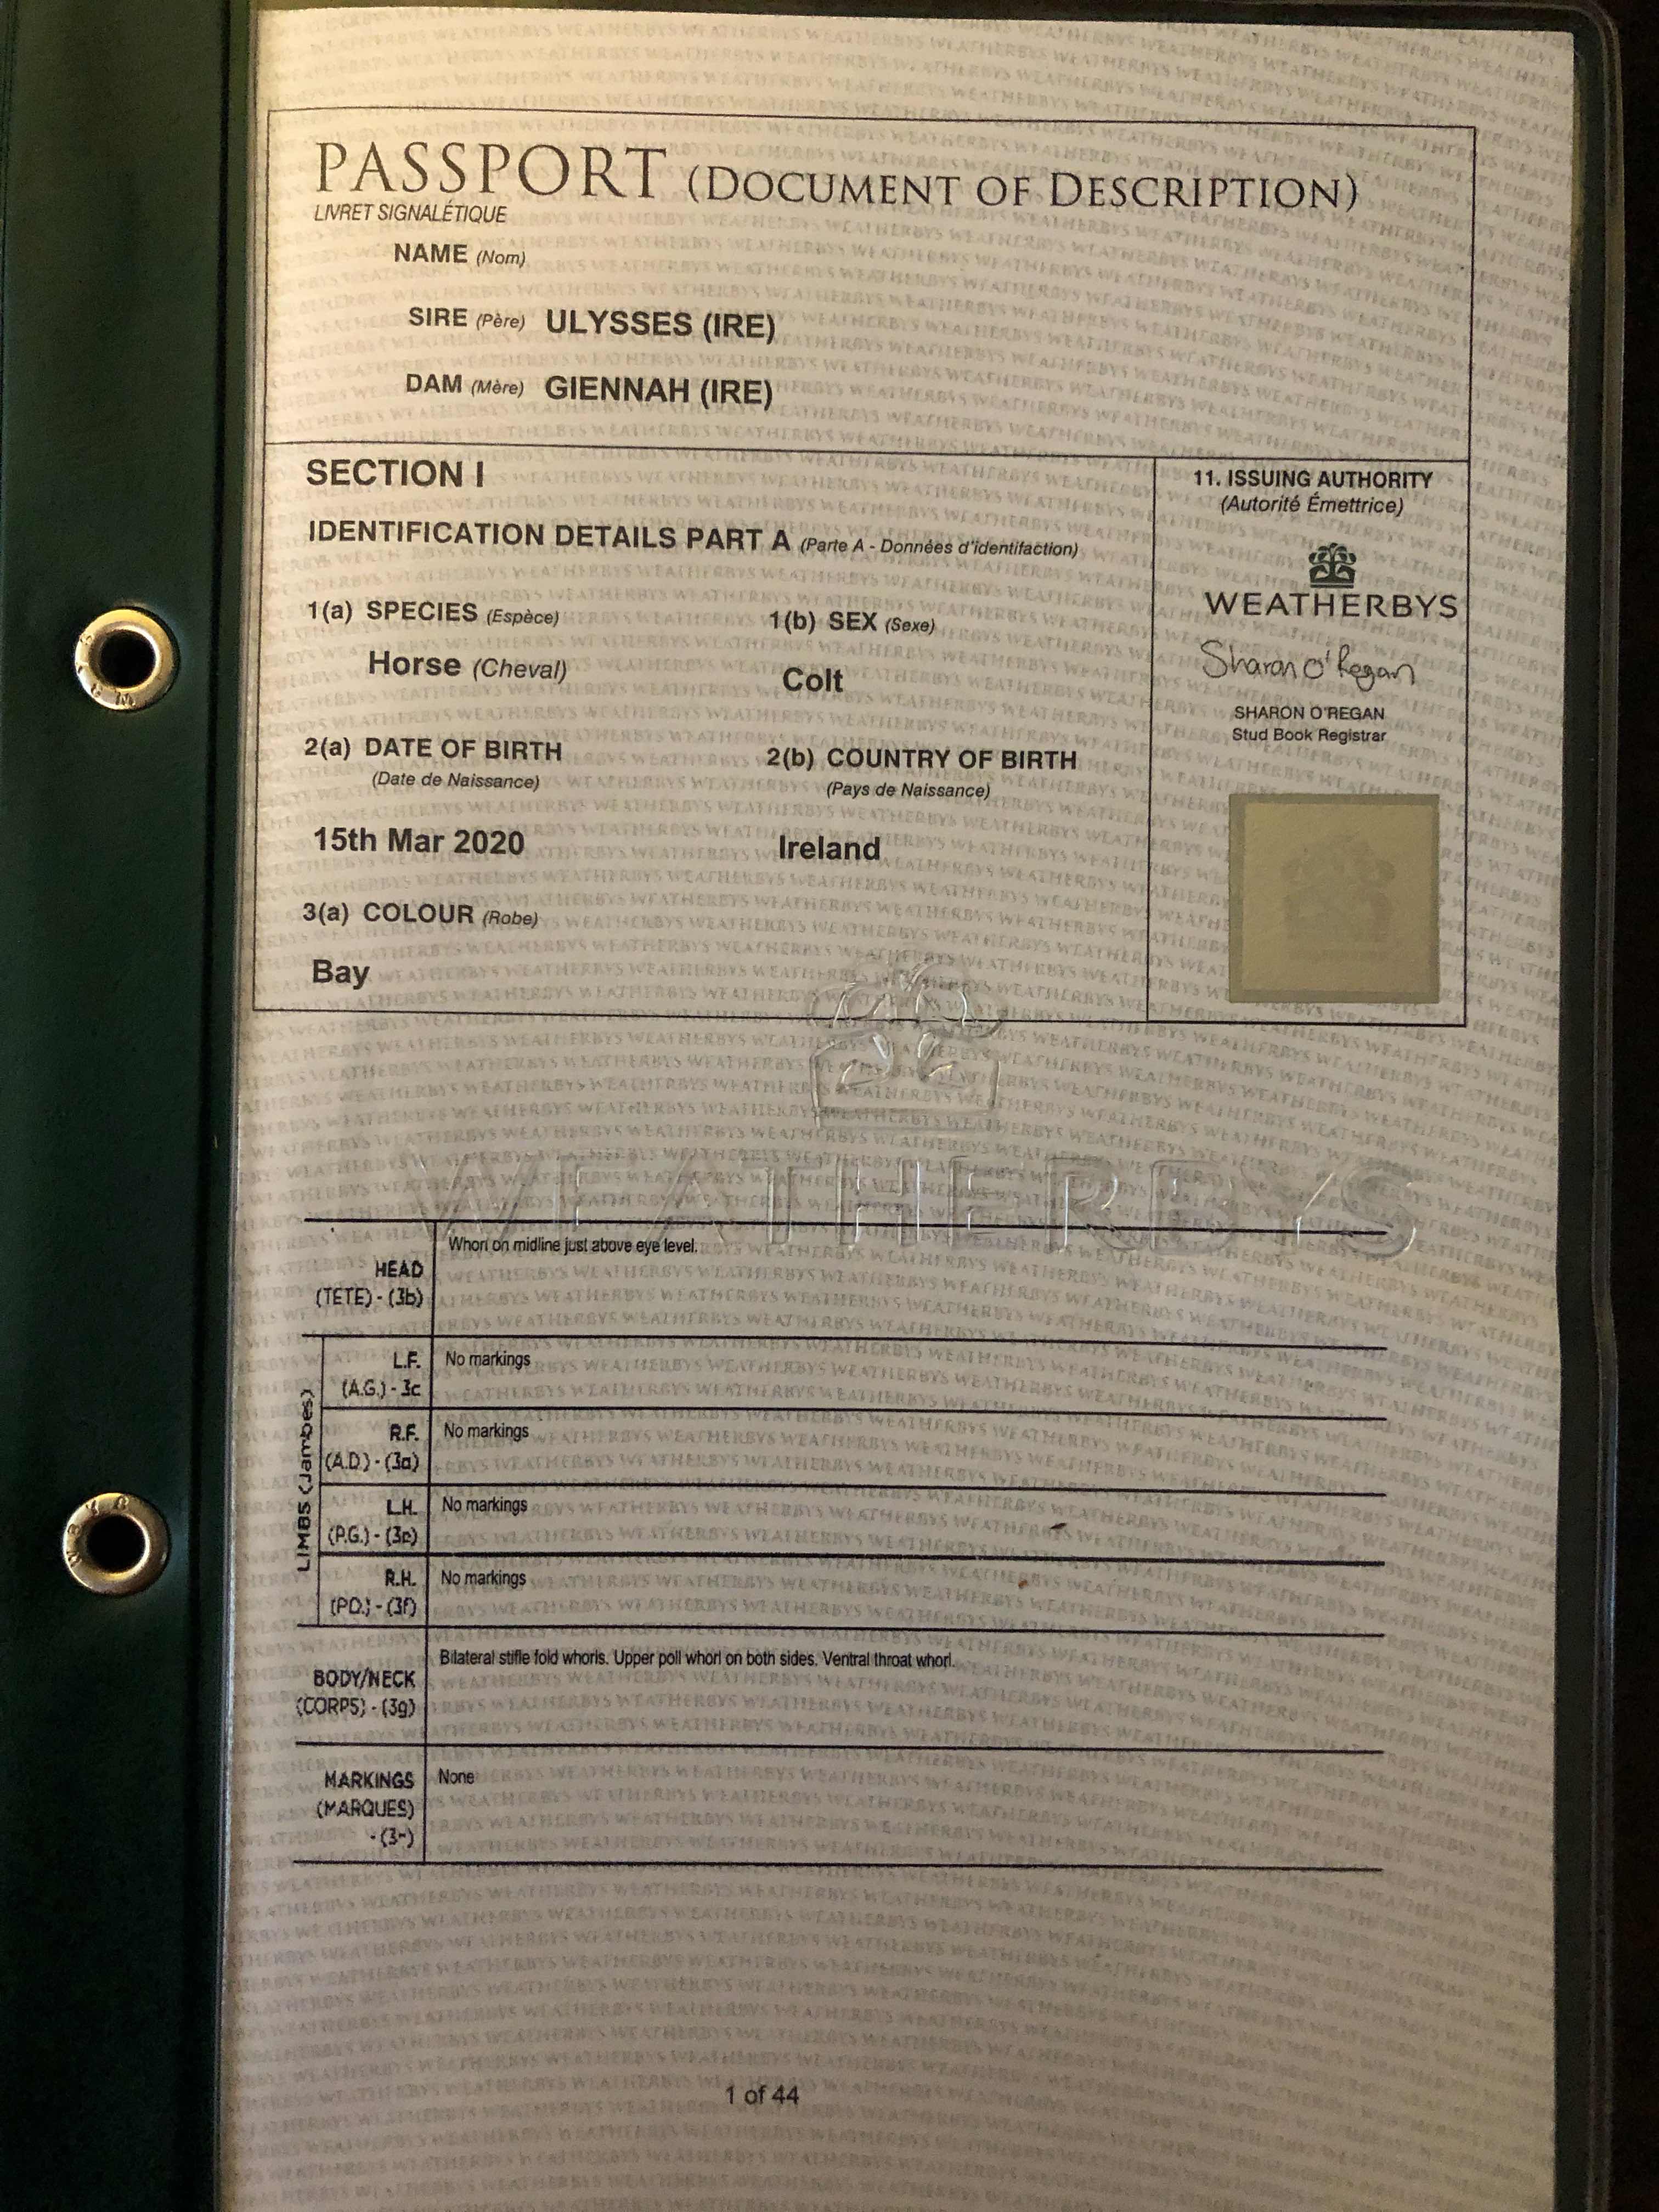 PASSPORT (DOCUMENT OF DESCRIPTION)
LIVRET SIGNALÉTIQUE
NAME (Nom)
SIRE (Père) ULYSSES (IRE)
DAM (Mère) GIENNAH (IRE)
SECTION I
IDENTIFICATION DETAILS PART A (Parte A - Données d'identifaction)
1(a) SPECIES (Espèce)
1(b) SEX (Sexe)
Horse (Cheval)
Colt
2(a) DATE OF BIRTH
(Date de Naissance)
2(b) COUNTRY OF BIRTH
(Pays de Naissance)
15th Mar 2020
Ireland
3(a) COLOUR (Robe)
Bay
11. ISSUING AUTHORITY
(Autorité Émettrice)
WEATHERBYS
Sharon O'Regan
SHARON O'REGAN
Stud Book Registrar
WEATHERBYS
HEAD
(TETE) - (3b)
Whorl on midline just above eye level.
LIMBS (Jambes)
L.F.
(A.G.) - 3c
No markings
R.F.
(A.D.) - (3a)
No markings
L.H.
(P.G.) - (3e)
No markings
R.H.
(P.D.) - (3f)
No markings
BODY/NECK
(CORPS) - (3g)
Bilateral stifle fold whorls. Upper poll whorl on both sides. Ventral throat whorl.
MARKINGS
(MARQUES)
None
1 of 44